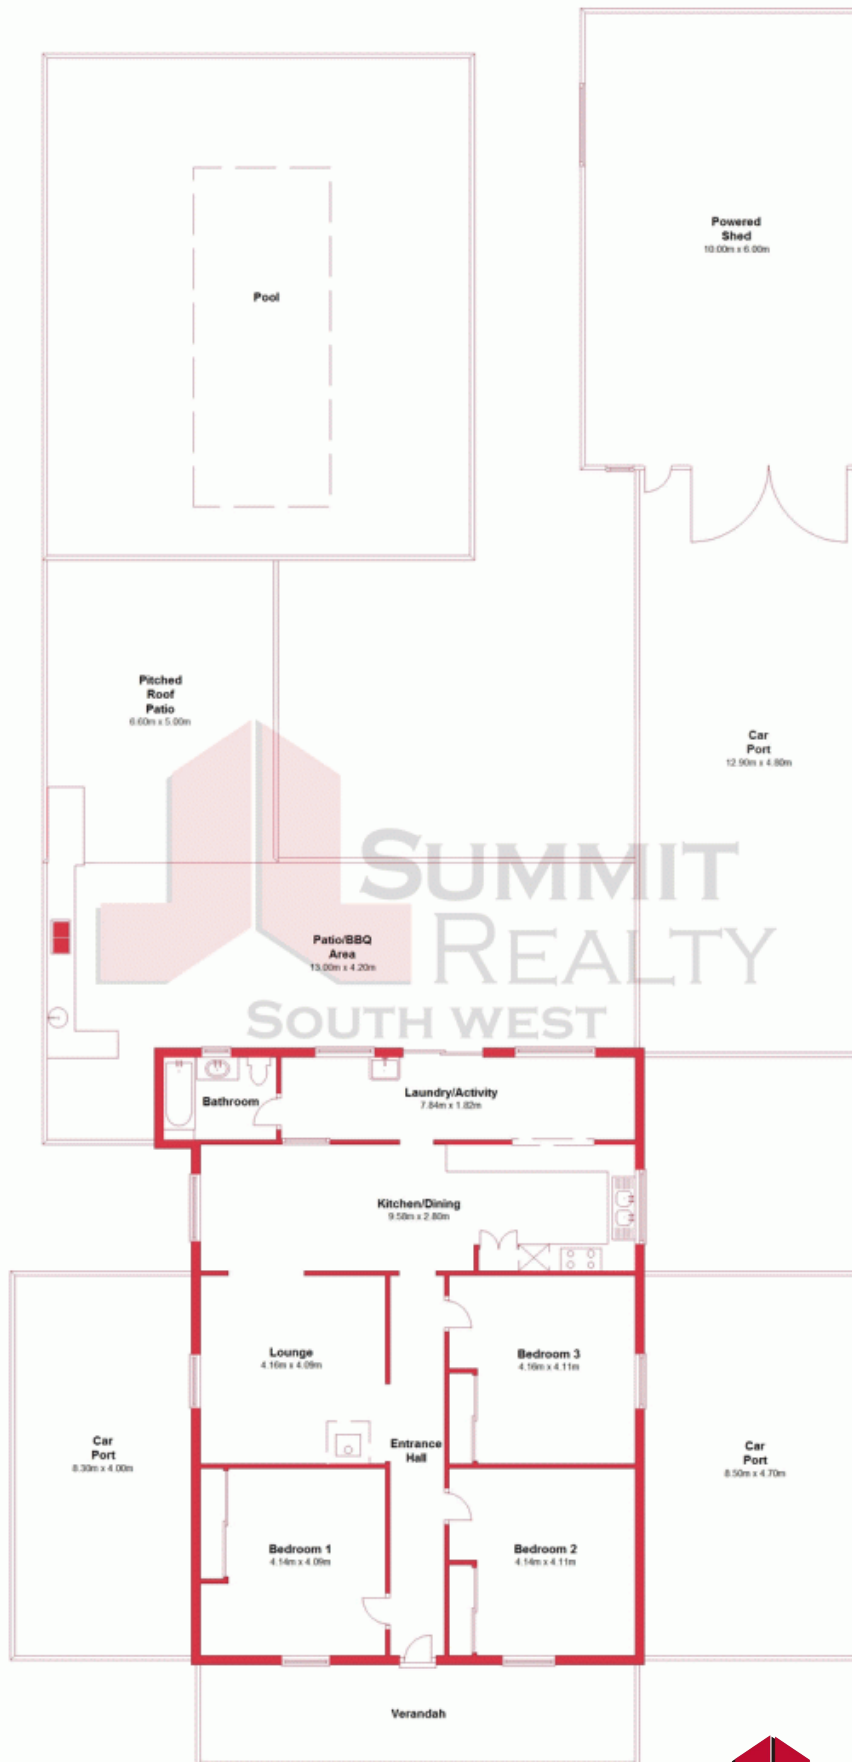 Powered
Shed
10.00m x 6.00m
Pool
Pitched
Roof
Patio
6.60m x 5.00m
Car
Port
12.90m x 4.80m
SUMMIT
REALTY
SOUTH WEST
Patio/BBQ
Area
13.00m x 4.20m
Laundry/Activity
7.84m x 1.82m
Bathroom
Kitchen/Dining
9.58m x 2.80m
Lounge
4.16m x 4.09m
Bedroom 3
4.16m x 4.11m
Entrance
Hall
Car
Port
8.30m x 4.00m
Car
Port
8.50m x 4.70m
Bedroom 1
4.14m x 4.09m
Bedroom 2
4.14m x 4.11m
Verandah